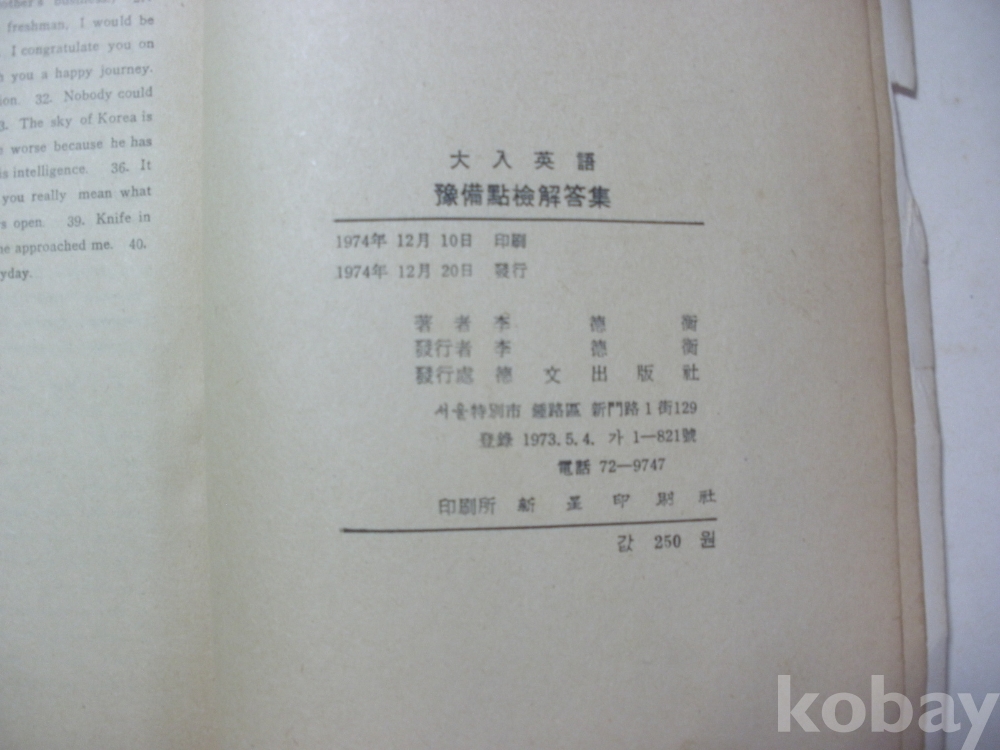 other's business,
freshman, I would be
I congratulate you on
you a happy journey.
32. Nobody could
The sky of Korea is
worse because he has
is intelligence. 36. It
you really mean what
open. 39. Knife in
he approached me. 40.
大入英語
豫備點檢解答集
1974年 12月 10日 印刷
1974年 12月 20日 發行
著者 李德衡
發行者 李德衡
發行處 德文出版社
서울特別市 鍾路區 新門路1街129
登錄 1973.5.4. 가1—821號
電話 72—9747
印刷所 新星印刷社
값 250 원
kobay